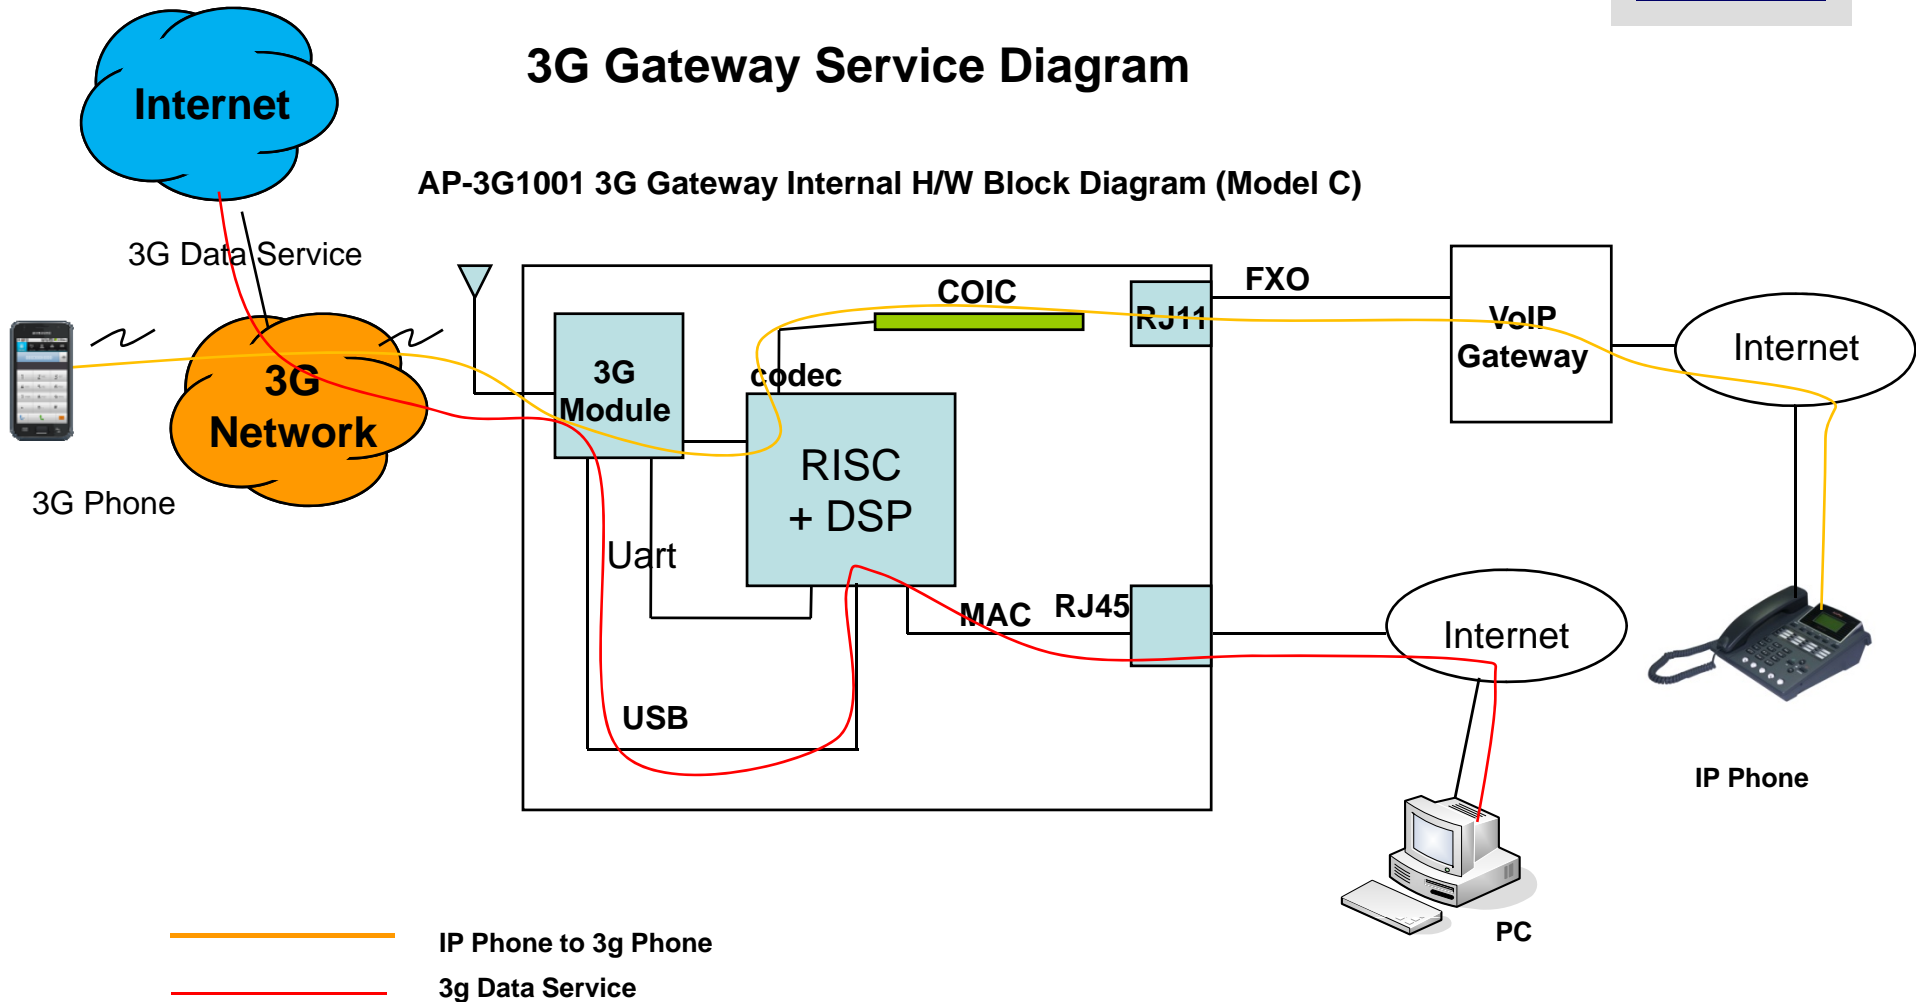 3G Gateway Service Diagram
Internet
AP-3G1001 3G Gateway Internal H/W Block Diagram (Model C)
3G Data Service
COIC
RJ11
FXO
VoIP
Gateway
Internet
3G
Network
3G
Module
codec
RISC
+ DSP
3G Phone
Uart
MAC
RJ45
Internet
USB
IP Phone
PC
IP Phone to 3g Phone
3g Data Service